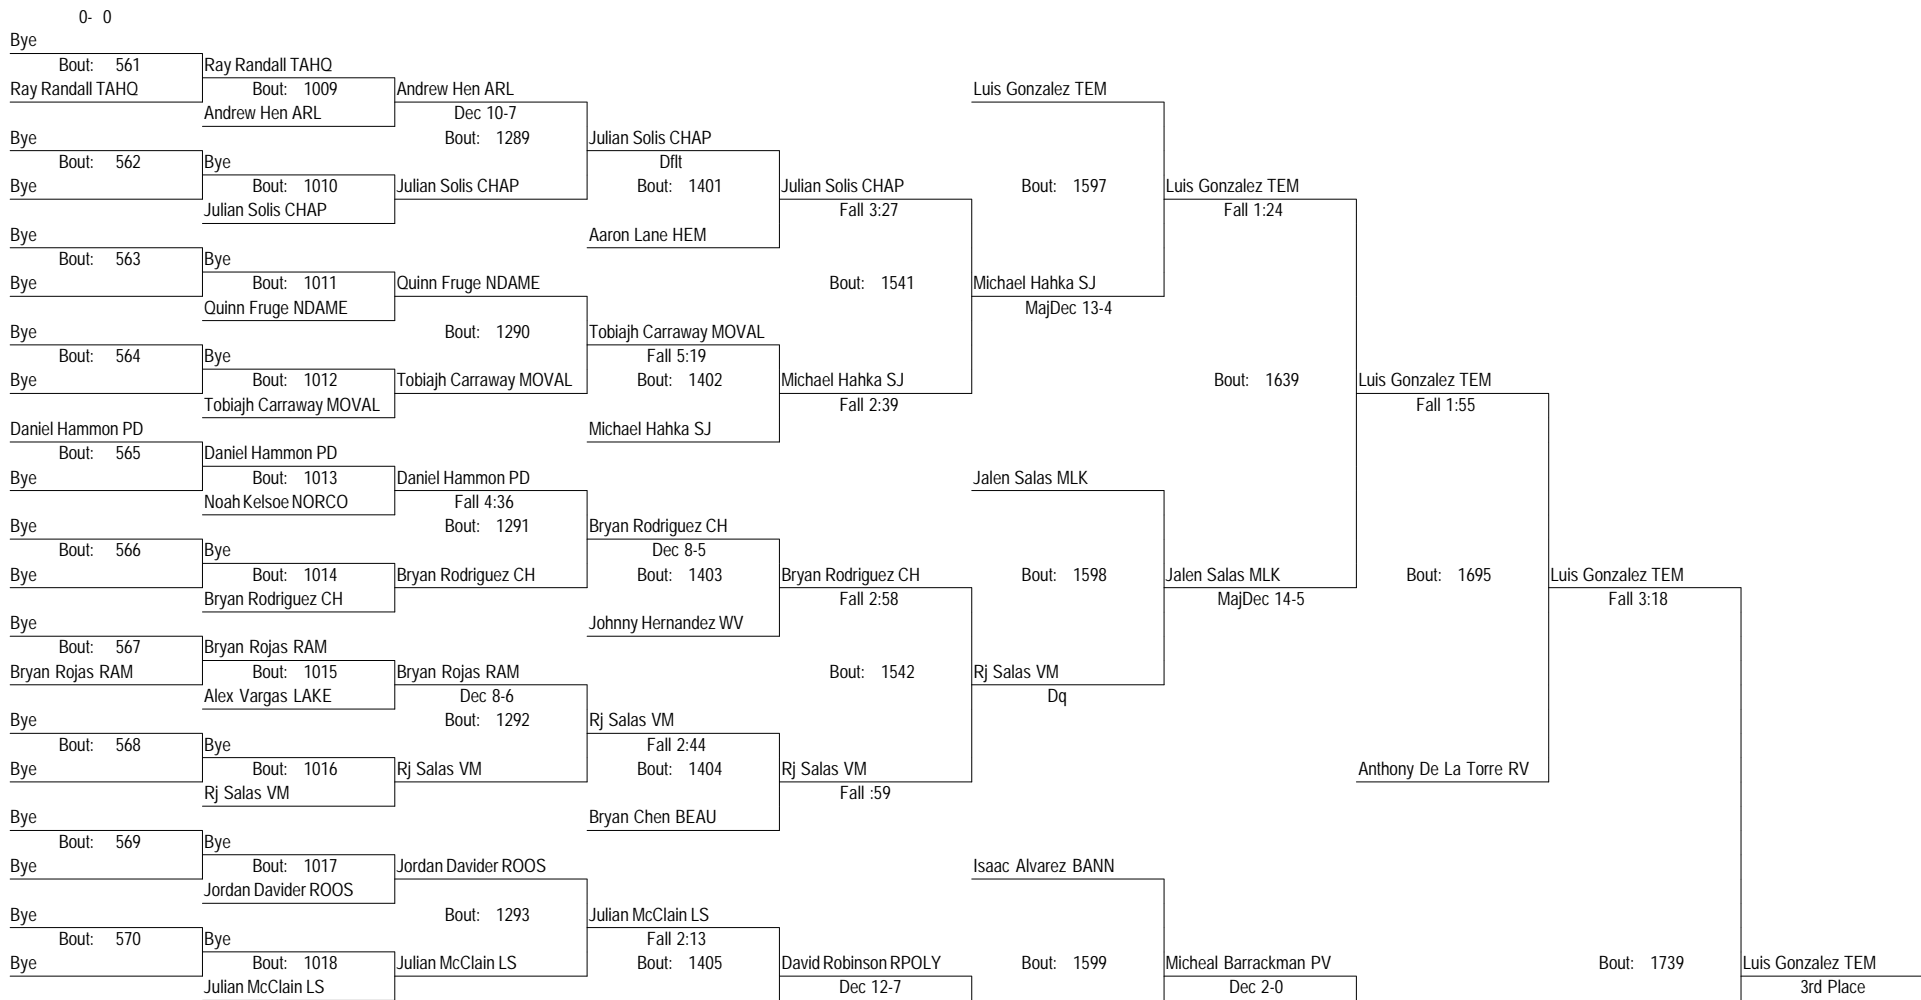 0- 0
Bye
Bout: 561 Ray Randall TAHQ
Ray Randall TAHQ Bout: 1009 Andrew Hen ARL Luis Gonzalez TEM
Andrew Hen ARL Dec 10-7
Bye Bout: 1289 Julian Solis CHAP
Bout: 562 Bye Dflt
Bye Bout: 1010 Julian Solis CHAP Bout: 1401 Julian Solis CHAP Bout: 1597 Luis Gonzalez TEM
Julian Solis CHAP Fall 3:27 Fall 1:24
Bye Aaron Lane HEM
Bout: 563 Bye
Bye Bout: 1011 Quinn Fruge NDAME Bout: 1541 Michael Hahka SJ
Quinn Fruge NDAME MajDec 13-4
Bye Bout: 1290 Tobiajh Carraway MOVAL
Bout: 564 Bye Fall 5:19
Bye Bout: 1012 Tobiajh Carraway MOVAL Bout: 1402 Michael Hahka SJ Bout: 1639 Luis Gonzalez TEM
Tobiajh Carraway MOVAL Fall 2:39 Fall 1:55
Daniel Hammon PD Michael Hahka SJ
Bout: 565 Daniel Hammon PD
Bye Bout: 1013 Daniel Hammon PD Jalen Salas MLK
Noah Kelsoe NORCO Fall 4:36
Bye Bout: 1291 Bryan Rodriguez CH
Bout: 566 Bye Dec 8-5
Bye Bout: 1014 Bryan Rodriguez CH Bout: 1403 Bryan Rodriguez CH Bout: 1598 Jalen Salas MLK Bout: 1695 Luis Gonzalez TEM
Bryan Rodriguez CH Fall 2:58 MajDec 14-5 Fall 3:18
Bye Johnny Hernandez WV
Bout: 567 Bryan Rojas RAM
Bryan Rojas RAM Bout: 1015 Bryan Rojas RAM Bout: 1542 Rj Salas VM
Alex Vargas LAKE Dec 8-6 Dq
Bye Bout: 1292 Rj Salas VM
Bout: 568 Bye Fall 2:44
Bye Bout: 1016 Rj Salas VM Bout: 1404 Rj Salas VM Anthony De La Torre RV
Rj Salas VM Fall :59
Bye Bryan Chen BEAU
Bout: 569 Bye
Bye Bout: 1017 Jordan Davider ROOS Isaac Alvarez BANN
Jordan Davider ROOS
Bye Bout: 1293 Julian McClain LS
Bout: 570 Bye Fall 2:13
Bye Bout: 1018 Julian McClain LS Bout: 1405 David Robinson RPOLY Bout: 1599 Micheal Barrackman PV Bout: 1739 Luis Gonzalez TEM
Julian McClain LS Dec 12-7 Dec 2-0 3rd Place